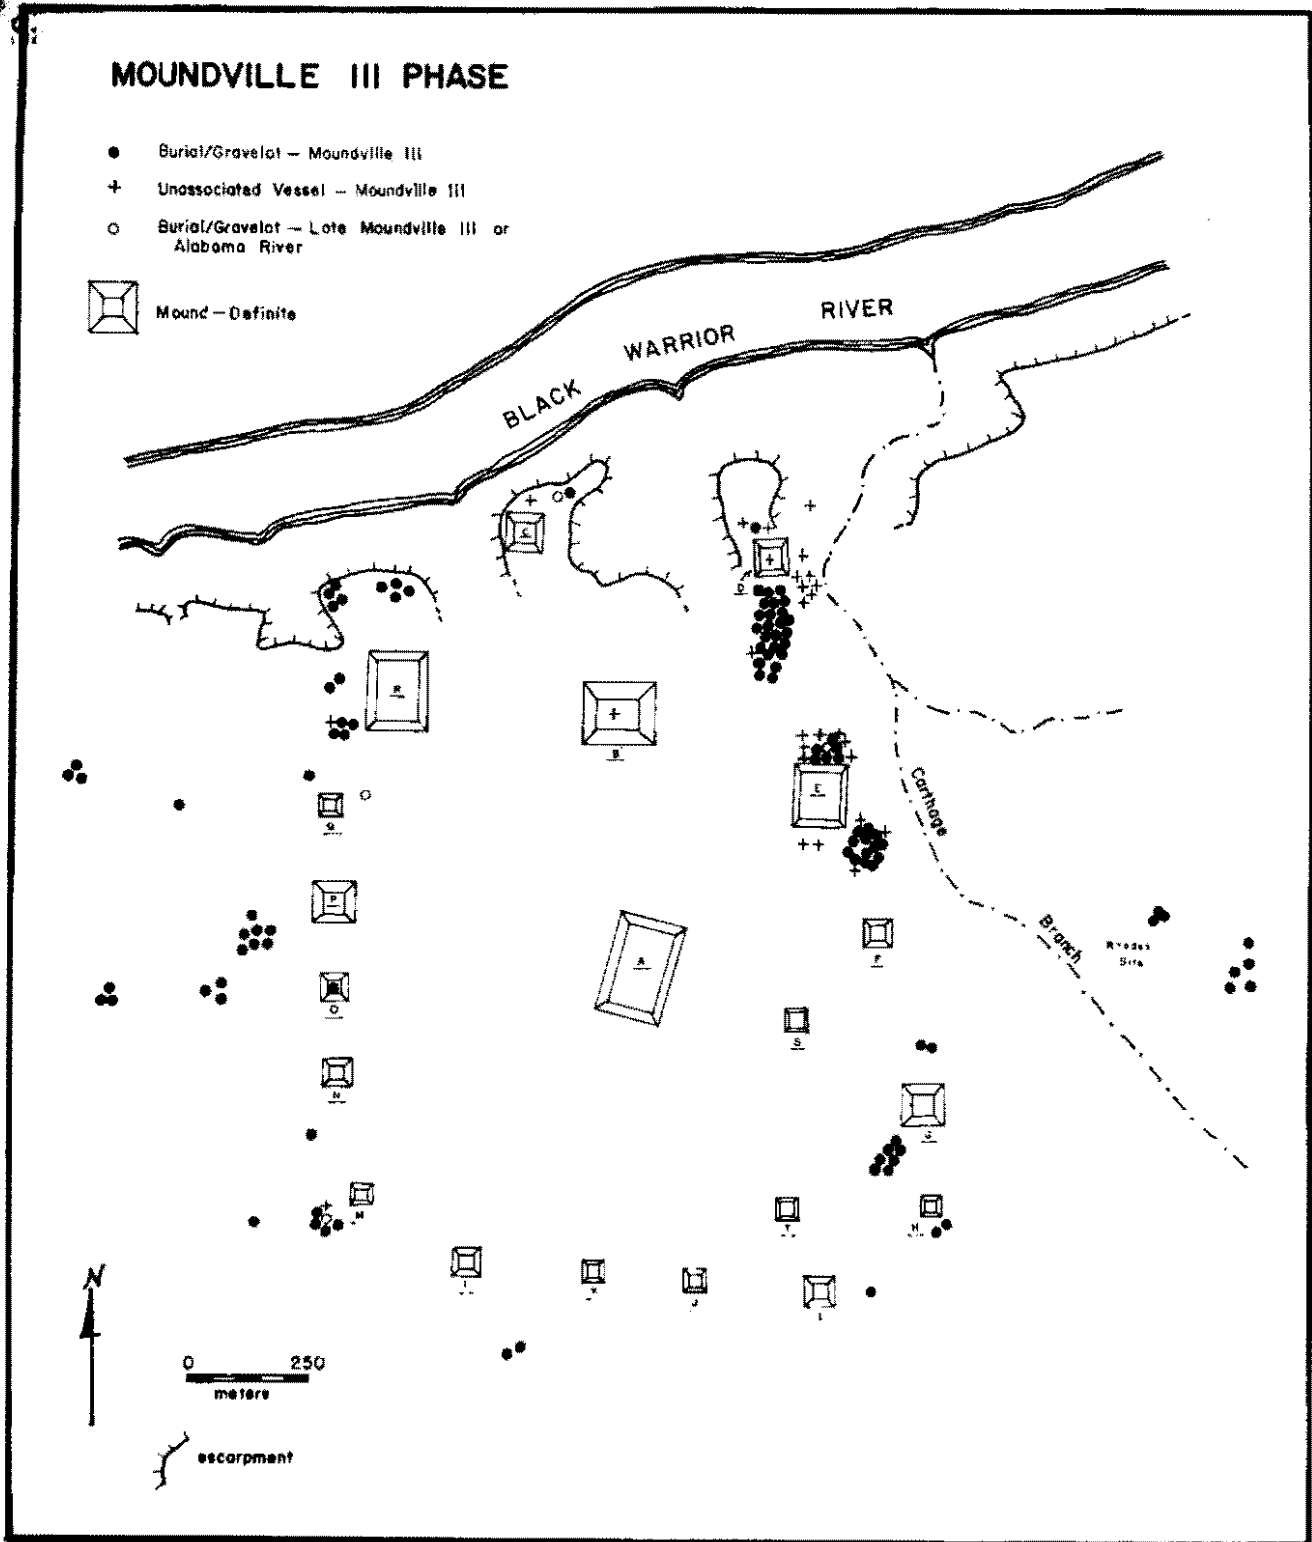 MOUNDVILLE III PHASE
Burial/Gravelot — Moundville III
Unassociated Vessel — Moundville III
Burial/Gravelot — Late Moundville III or
Alabama River
Mound — Definite
BLACK WARRIOR RIVER
C
D
R
B
E
Q
Carthage
P
F
Branch
A
Rhodes
Site
O
S
N
G
M
H
K
J
I
N
0 250
meters
escarpment